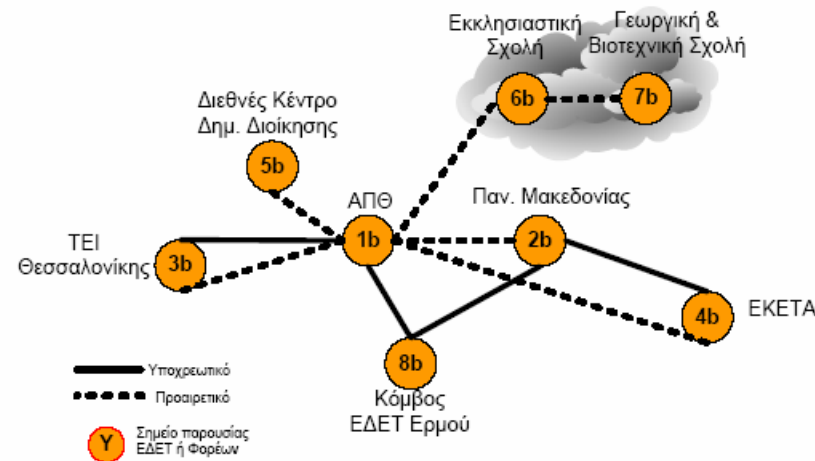 Εκκλησιαστική
Σχολή
Γεωργική &
Βιοτεχνική Σχολή
6b
7b
Διεθνές Κέντρο
Δημ. Διοίκησης
5b
ΑΠΘ
1b
Παν. Μακεδονίας
2b
ΤΕΙ
Θεσσαλονίκης
3b
4b
ΕΚΕΤΑ
8b
Κόμβος
ΕΔΕΤ Ερμού
Υποχρεωτικό
Προαιρετικό
Υ
Σημείο παρουσίας
ΕΔΕΤ ή Φορέων